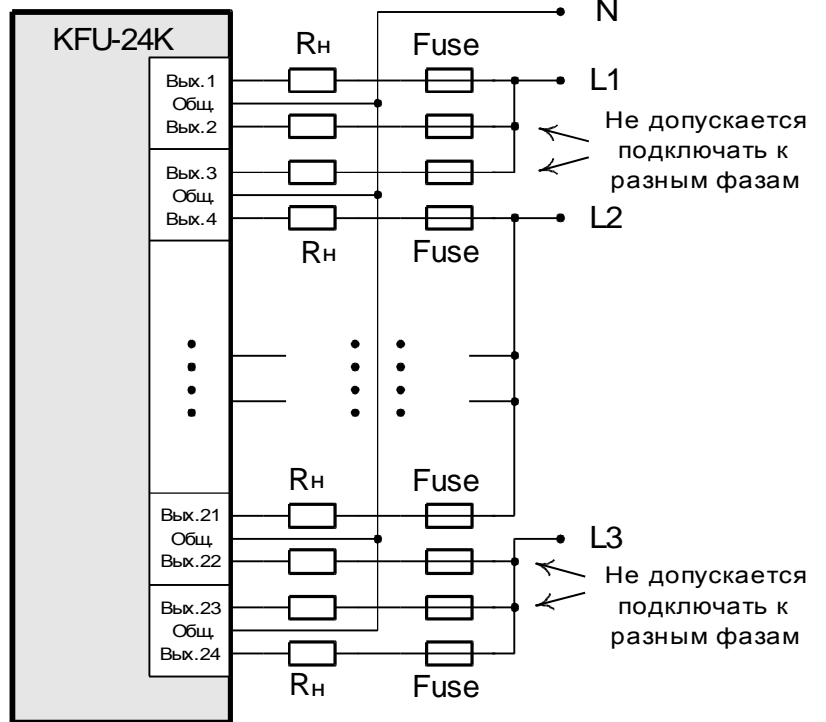 N
KFU-24K
Rн Fuse
Вых.1
L1
Общ.
Вых.2
Не допускается
подключать к
разным фазам
Вых.3
Общ.
Вых.4
L2
Rн Fuse
Rн Fuse
Вых.21
Общ.
L3
Вых.22
Не допускается
подключать к
разным фазам
Вых.23
Общ.
Вых.24
Rн Fuse